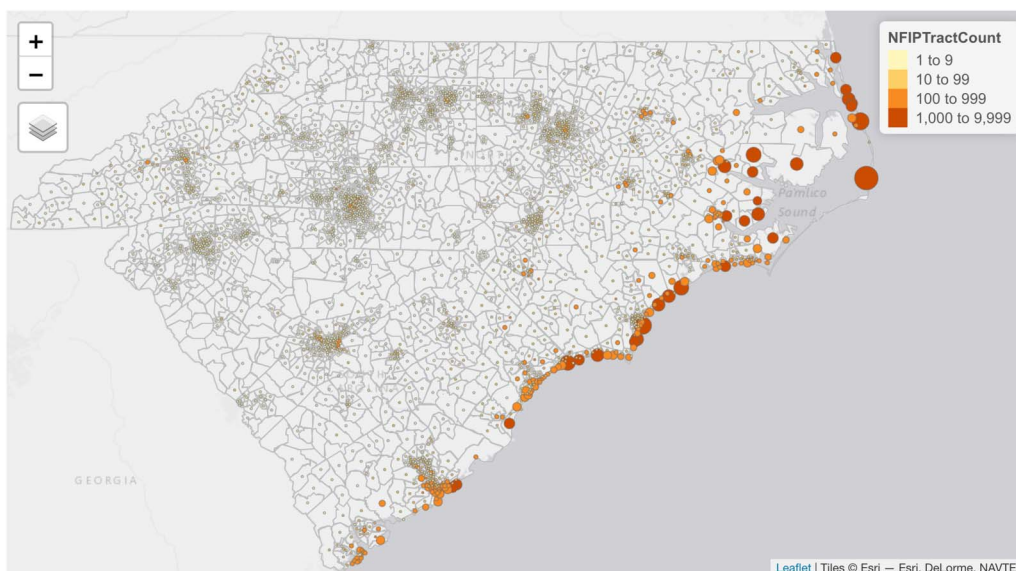 +
−
NFIPTractCount
1 to 9
10 to 99
100 to 999
1,000 to 9,999
Pamlico
Sound
GEORGIA
Leaflet | Tiles © Esri — Esri, DeLorme, NAVTE